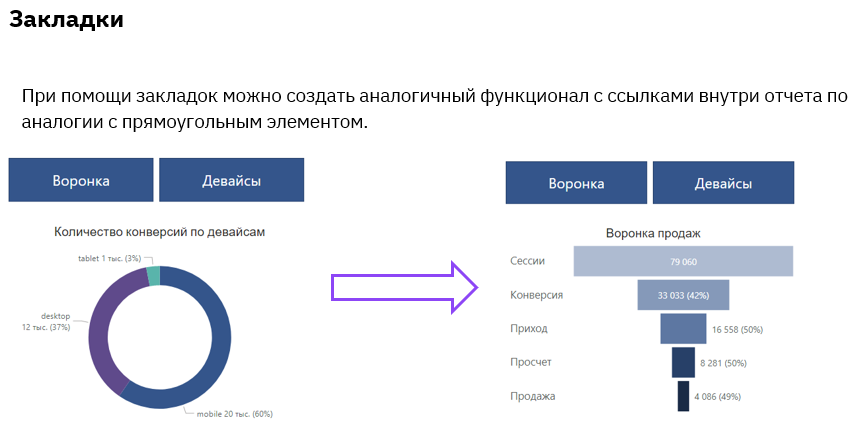 Закладки
При помощи закладок можно создать аналогичный функционал с ссылками внутри отчета по
аналогии с прямоугольным элементом.
Воронка
Девайсы
Количество конверсий по девайсам
tablet 1 тыс. (3%)
desktop
12 тыс. (37%)
mobile 20 тыс. (60%)
Воронка
Девайсы
Воронка продаж
Сессии
79 060
Конверсия
33 033 (42%)
Приход
16 558 (50%)
Просчет
8 281 (50%)
Продажа
4 086 (49%)